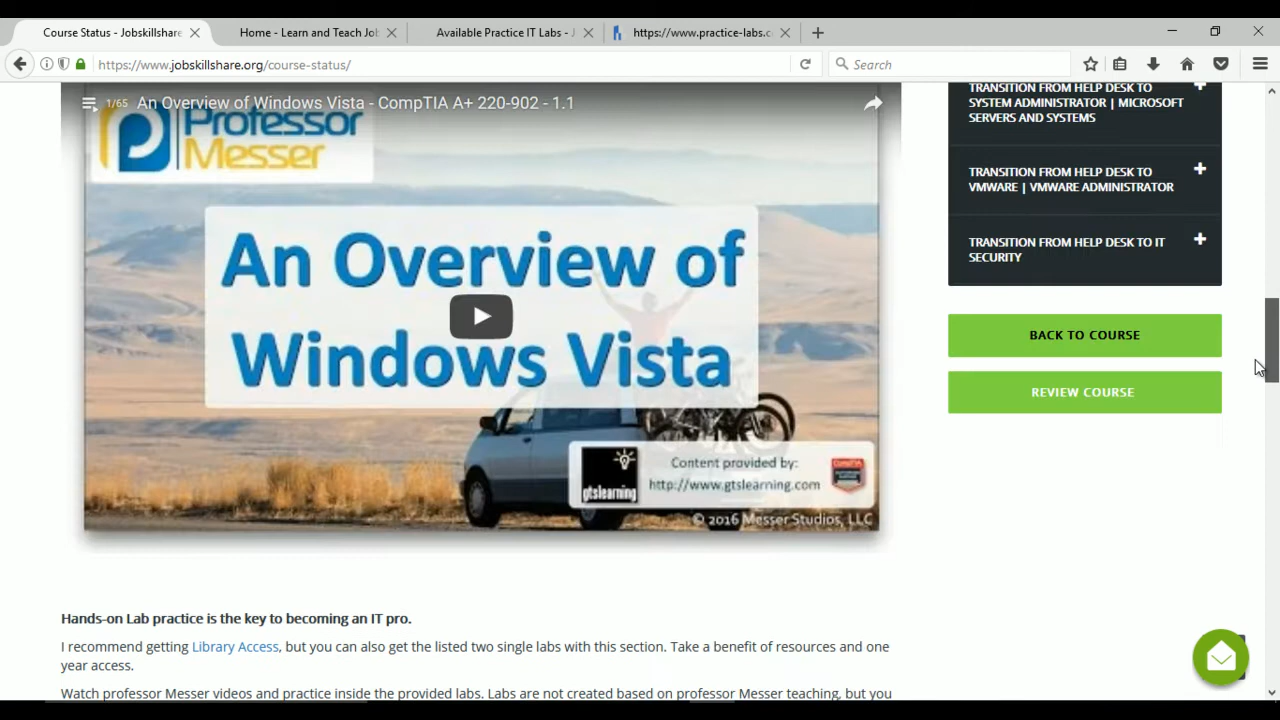 Course Status - Jobskillshare
Home - Learn and Teach Jo
Available Practice IT Labs - J
https://www.practice-labs.c
https://www.jobskillshare.org/course-status/
Search
1/65 An Overview of Windows Vista - CompTIA A+ 220-902 - 1.1
Professor
Messer
An Overview of
Windows Vista
gtslearning
Content provided by:
http://www.gtslearning.com
CompTIA
© 2016 Messer Studios, LLC
TRANSITION FROM HELP DESK TO
SYSTEM ADMINISTRATOR | MICROSOFT
SERVERS AND SYSTEMS
TRANSITION FROM HELP DESK TO
VMWARE | VMWARE ADMINISTRATOR
TRANSITION FROM HELP DESK TO IT
SECURITY
BACK TO COURSE
REVIEW COURSE
Hands-on Lab practice is the key to becoming an IT pro.
I recommend getting Library Access, but you can also get the listed two single labs with this section. Take a benefit of resources and one
year access.
Watch professor Messer videos and practice inside the provided labs. Labs are not created based on professor Messer teaching, but you